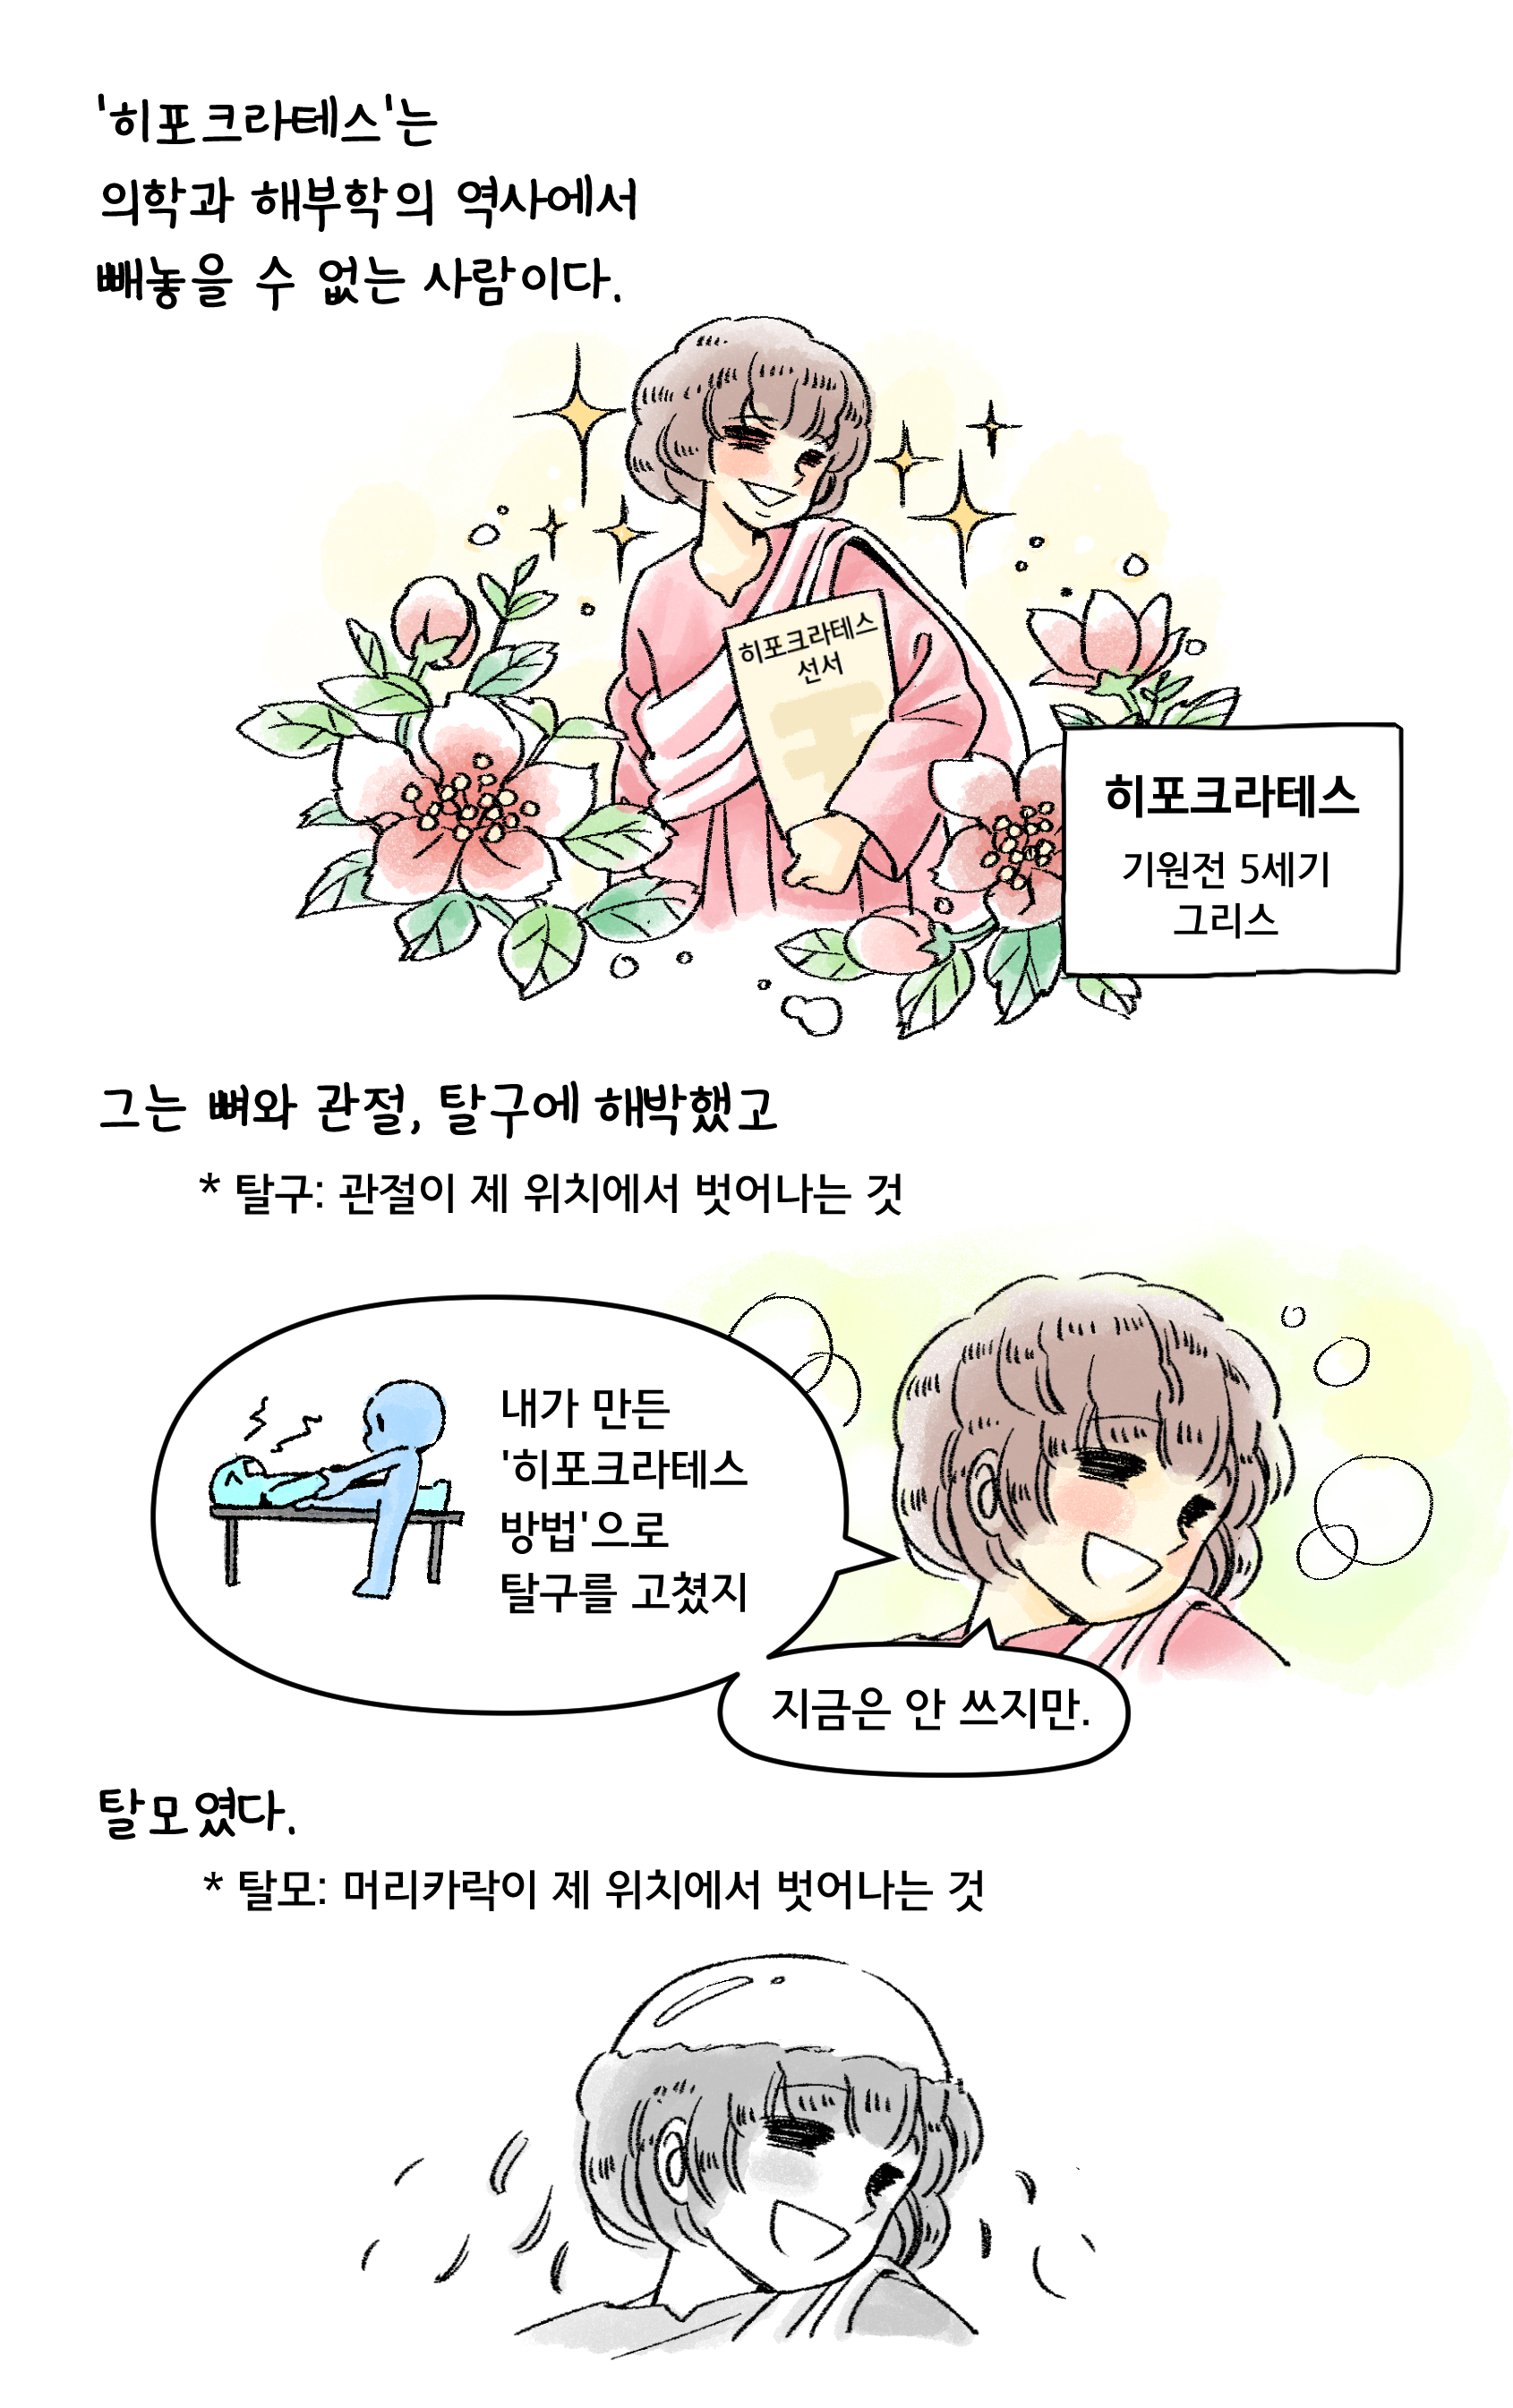 '히포크라테스'는
의학과 해부학의 역사에서
빼놓을 수 없는 사람이다.
히포크라테스
선서
히포크라테스
기원전 5세기
그리스
그는 뼈와 관절, 탈구에 해박했고
* 탈구: 관절이 제 위치에서 벗어나는 것
내가 만든
'히포크라테스
방법'으로
탈구를 고쳤지
지금은 안 쓰지만.
탈모였다.
* 탈모: 머리카락이 제 위치에서 벗어나는 것